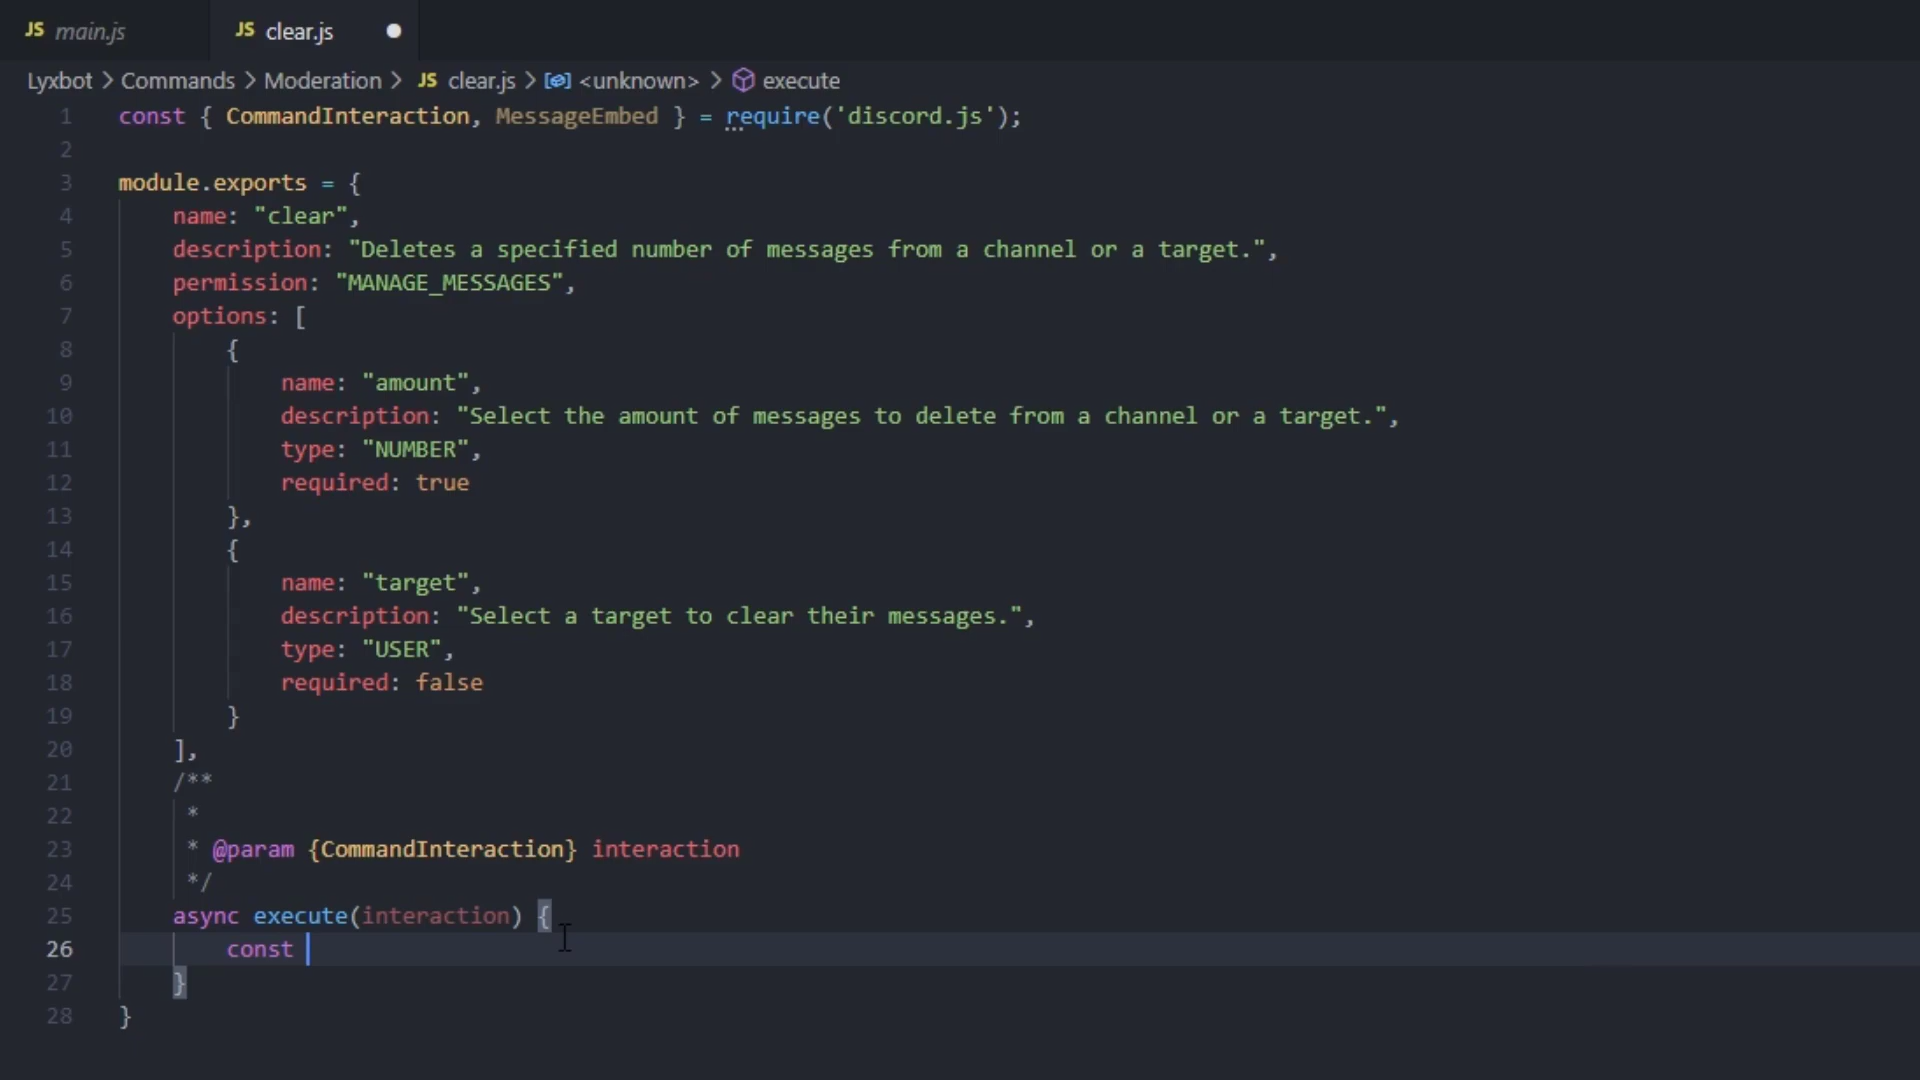 JS main.js JS clear.js
Lyxbot > Commands > Moderation > JS clear.js > <unknown> > execute
1 const { CommandInteraction, MessageEmbed } = require('discord.js');
2
3 module.exports = {
4 name: "clear",
5 description: "Deletes a specified number of messages from a channel or a target.",
6 permission: "MANAGE_MESSAGES",
7 options: [
8 {
9 name: "amount",
10 description: "Select the amount of messages to delete from a channel or a target.",
11 type: "NUMBER",
12 required: true
13 },
14 {
15 name: "target",
16 description: "Select a target to clear their messages.",
17 type: "USER",
18 required: false
19 }
20 ],
21 /**
22 *
23 * @param {CommandInteraction} interaction
24 */
25 async execute(interaction) {
26 const
27 }
28 }